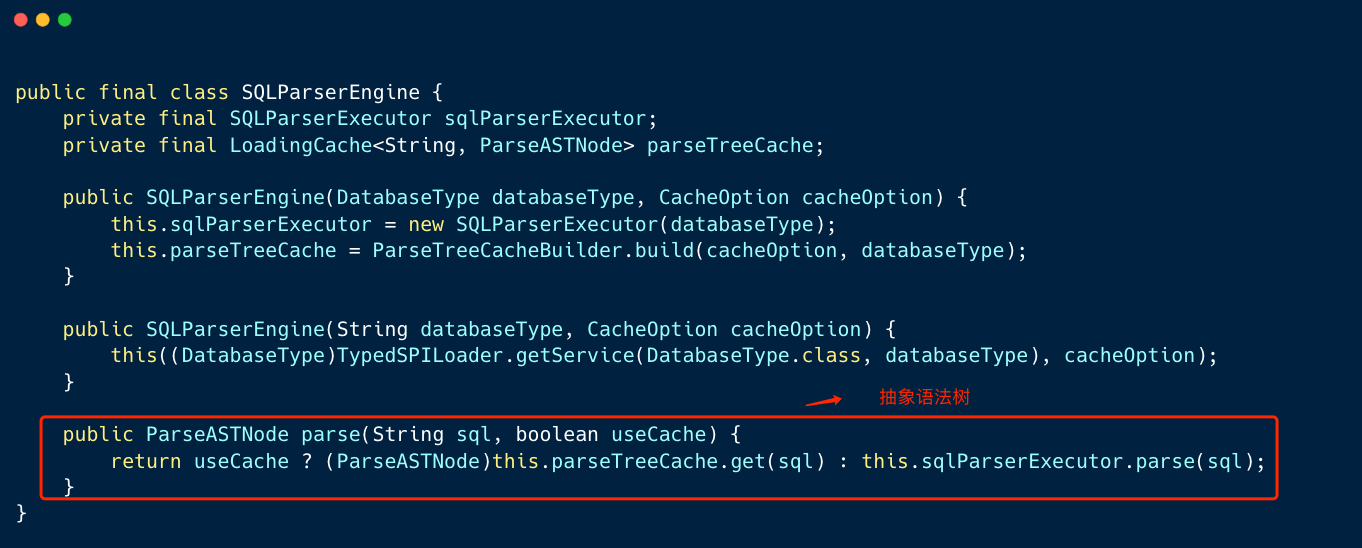 public final class SQLParserEngine {
    private final SQLParserExecutor sqlParserExecutor;
    private final LoadingCache<String, ParseASTNode> parseTreeCache;

    public SQLParserEngine(DatabaseType databaseType, CacheOption cacheOption) {
        this.sqlParserExecutor = new SQLParserExecutor(databaseType);
        this.parseTreeCache = ParseTreeCacheBuilder.build(cacheOption, databaseType);
    }

    public SQLParserEngine(String databaseType, CacheOption cacheOption) {
        this((DatabaseType)TypedSPILoader.getService(DatabaseType.class, databaseType), cacheOption);
    }
抽象语法树
    public ParseASTNode parse(String sql, boolean useCache) {
        return useCache ? (ParseASTNode)this.parseTreeCache.get(sql) : this.sqlParserExecutor.parse(sql);
    }
}